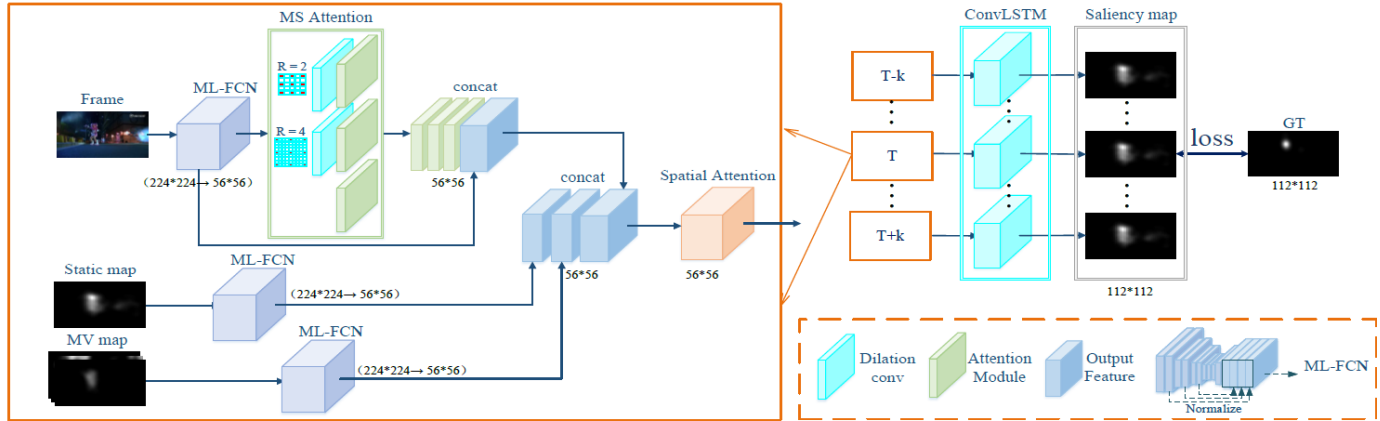 MS Attention
R = 2
ML-FCN
Frame
R = 4
concat
(224*224→ 56*56)
56*56
concat
Spatial Attention
56*56
56*56
Static map
ML-FCN
(224*224→ 56*56)
MV map
ML-FCN
(224*224→ 56*56)
ConvLSTM
Saliency map
T-k
T
T+k
loss
GT
112*112
112*112
Dilation
conv
Attention
Module
Output
Feature
ML-FCN
Normalize